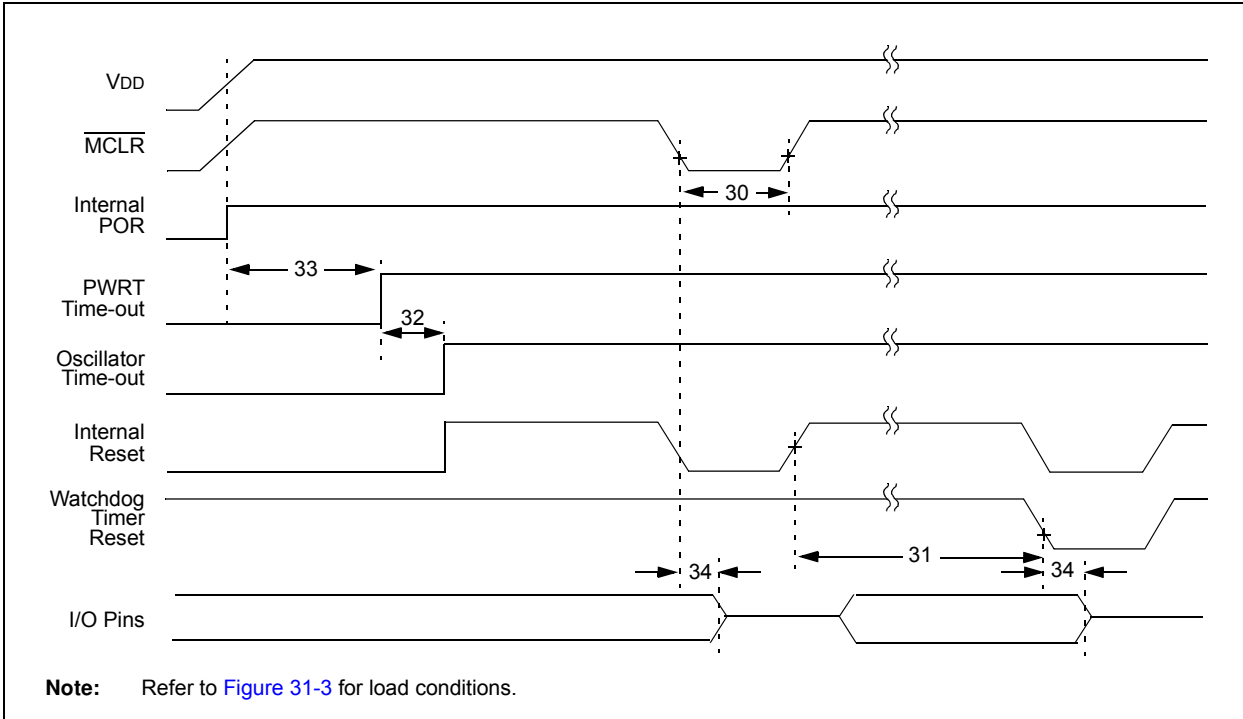 VDD
MCLR
30
Internal
POR
33
PWRT
Time-out
32
Oscillator
Time-out
Internal
Reset
Watchdog
Timer
Reset
31
34
34
I/O Pins
Note: Refer to Figure 31-3 for load conditions.